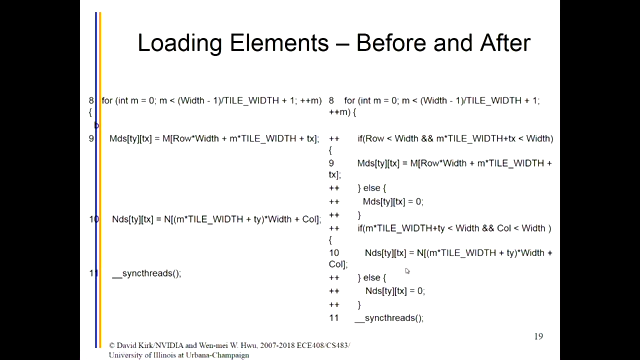 Loading Elements – Before and After
8 for (int m = 0; m < (Width - 1)/TILE_WIDTH + 1; ++m)
{
b
9 Mds[ty][tx] = M[Row*Width + m*TILE_WIDTH + tx];
10 Nds[ty][tx] = N[(m*TILE_WIDTH + ty)*Width + Col];
11 __syncthreads();
8 for (int m = 0; m < (Width - 1)/TILE_WIDTH + 1;
++m) {
++ if(Row < Width && m*TILE_WIDTH+tx < Width)
{
9 Mds[ty][tx] = M[Row*Width + m*TILE_WIDTH +
tx];
++ } else {
++ Mds[ty][tx] = 0;
++ }
++ if(m*TILE_WIDTH+ty < Width && Col < Width )
{
10 Nds[ty][tx] = N[(m*TILE_WIDTH + ty)*Width +
Col];
++ } else {
++ Nds[ty][tx] = 0;
++ }
11 __syncthreads();
19
© David Kirk/NVIDIA and Wen-mei W. Hwu, 2007-2018 ECE408/CS483/
University of Illinois at Urbana-Champaign